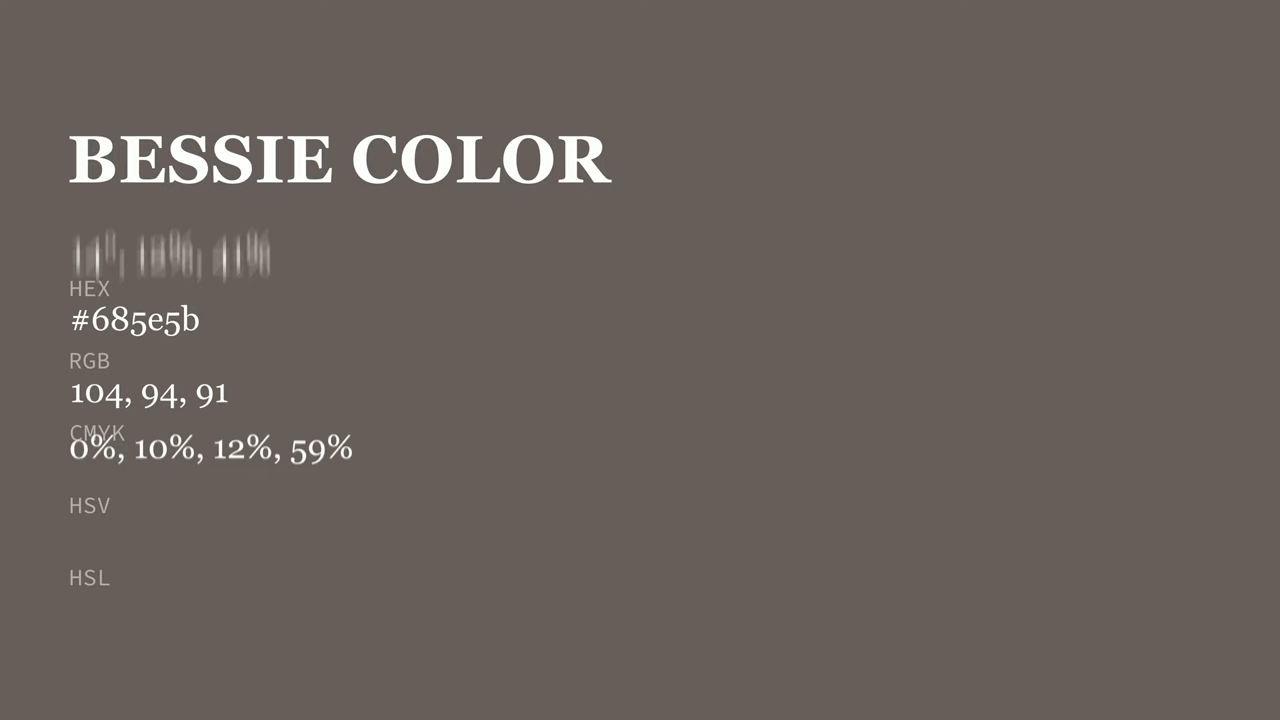 BESSIE COLOR
HEX
#685e5b
RGB
104, 94, 91
CMYK
0%, 10%, 12%, 59%
HSV
HSL